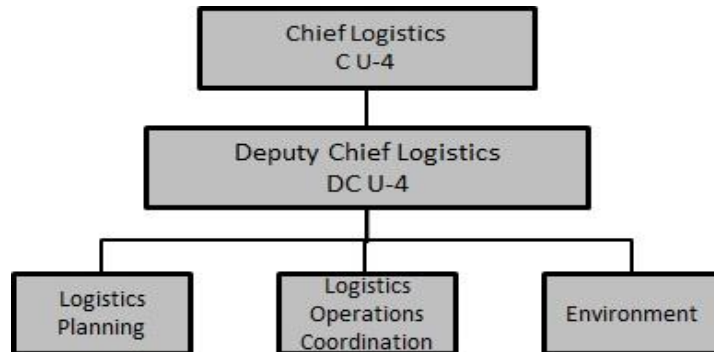 Chief Logistics
C U-4
Deputy Chief Logistics
DC U-4
Logistics
Planning
Logistics
Operations
Coordination
Environment